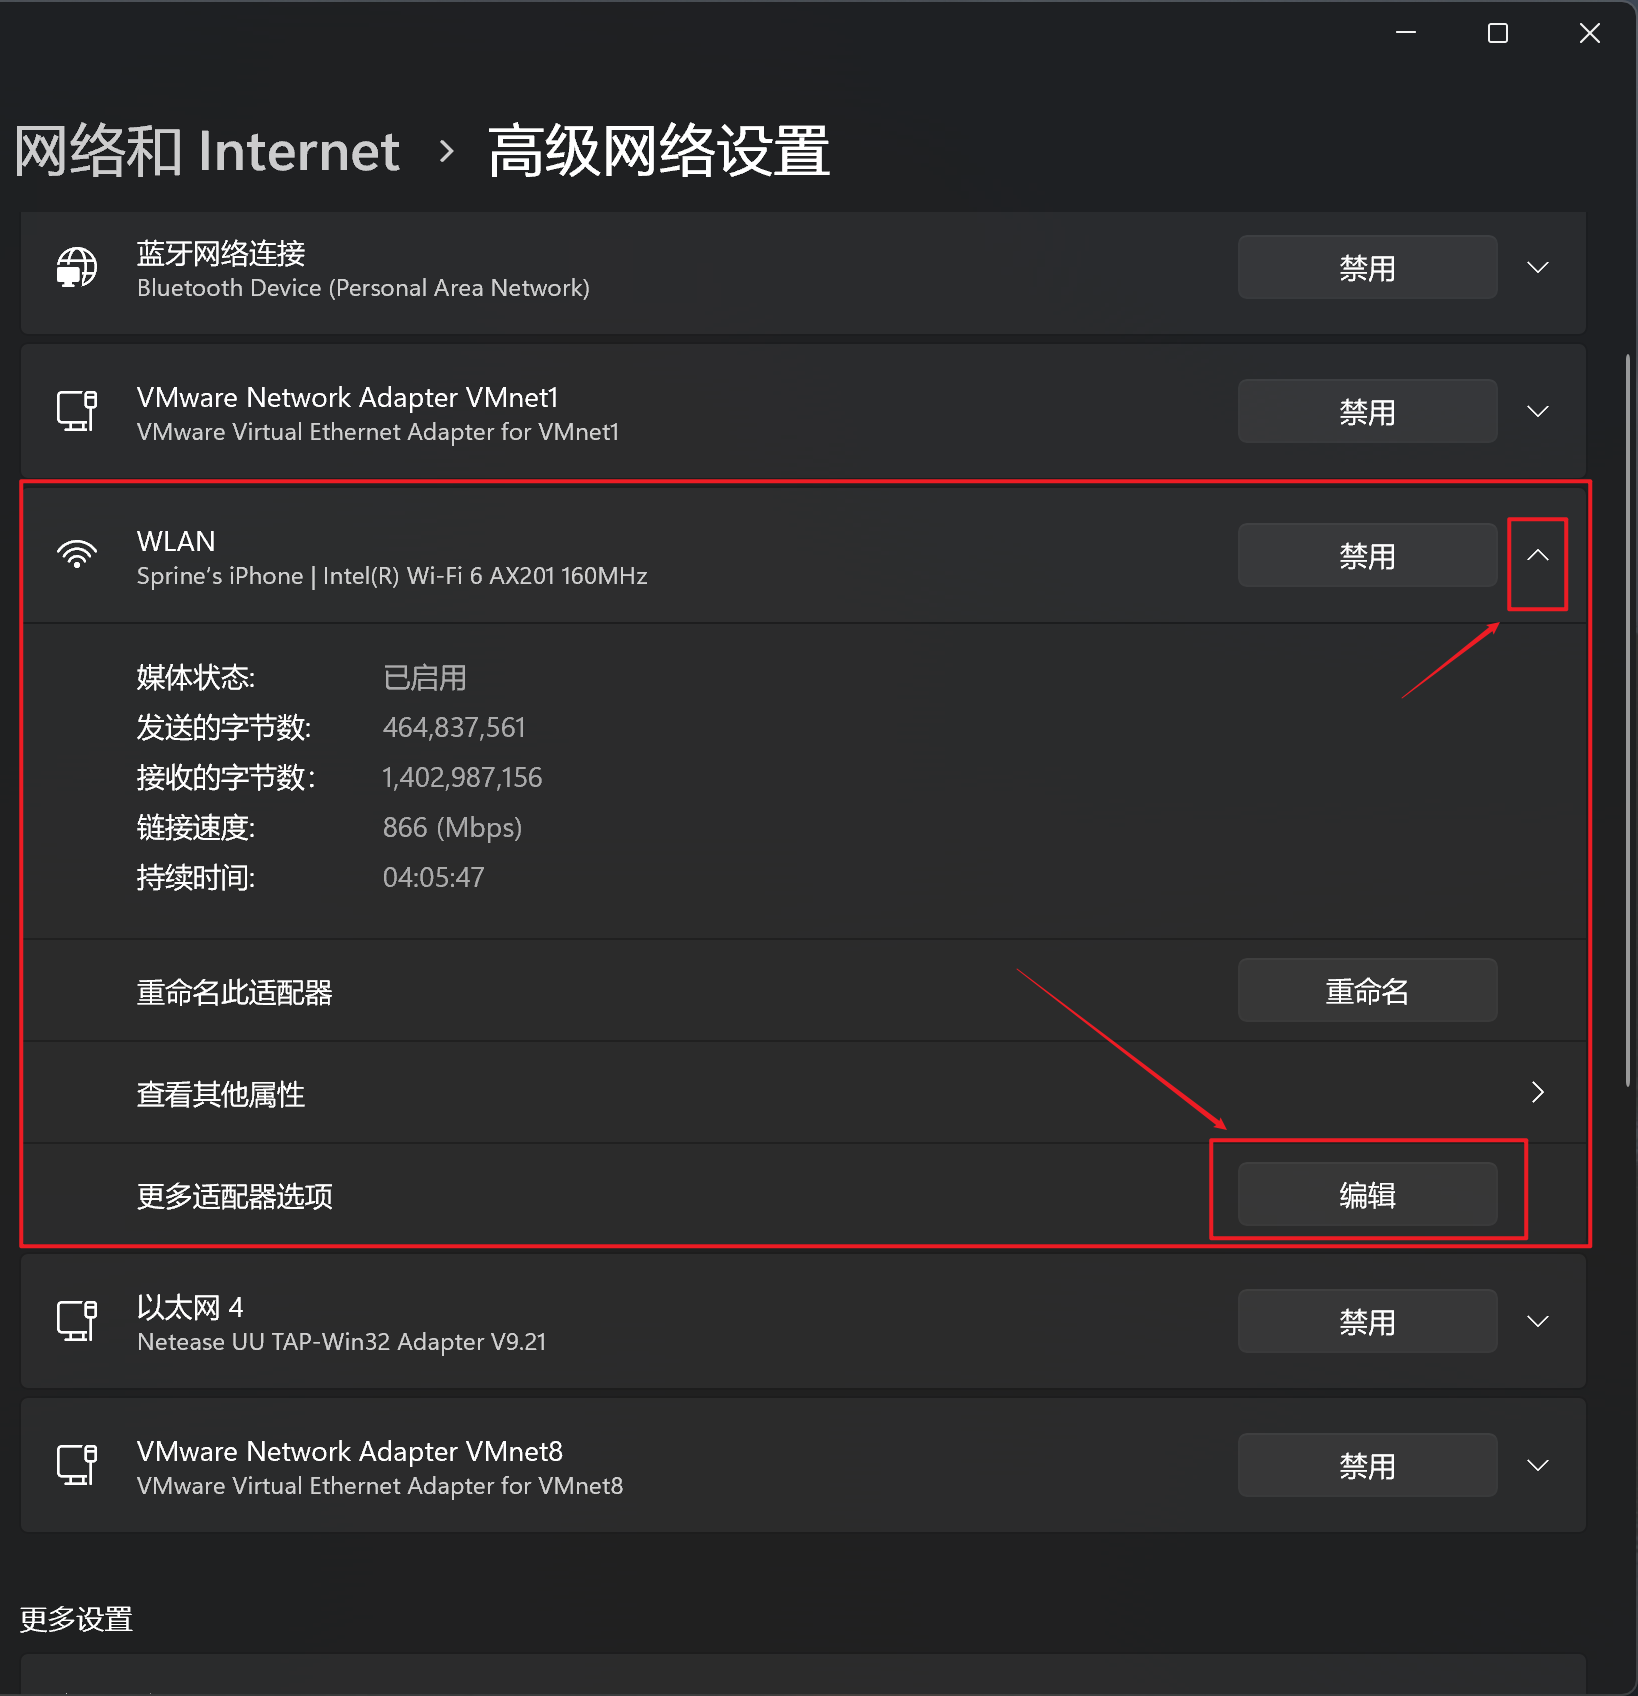 网络和 Internet › 高级网络设置
蓝牙网络连接
Bluetooth Device (Personal Area Network)
禁用
VMware Network Adapter VMnet1
VMware Virtual Ethernet Adapter for VMnet1
禁用
WLAN
Sprine‘s iPhone | Intel(R) Wi-Fi 6 AX201 160MHz
禁用
媒体状态: 已启用
发送的字节数: 464,837,561
接收的字节数: 1,402,987,156
链接速度: 866 (Mbps)
持续时间: 04:05:47
重命名此适配器 重命名
查看其他属性
更多适配器选项 编辑
以太网 4
Netease UU TAP-Win32 Adapter V9.21
禁用
VMware Network Adapter VMnet8
VMware Virtual Ethernet Adapter for VMnet8
禁用
更多设置